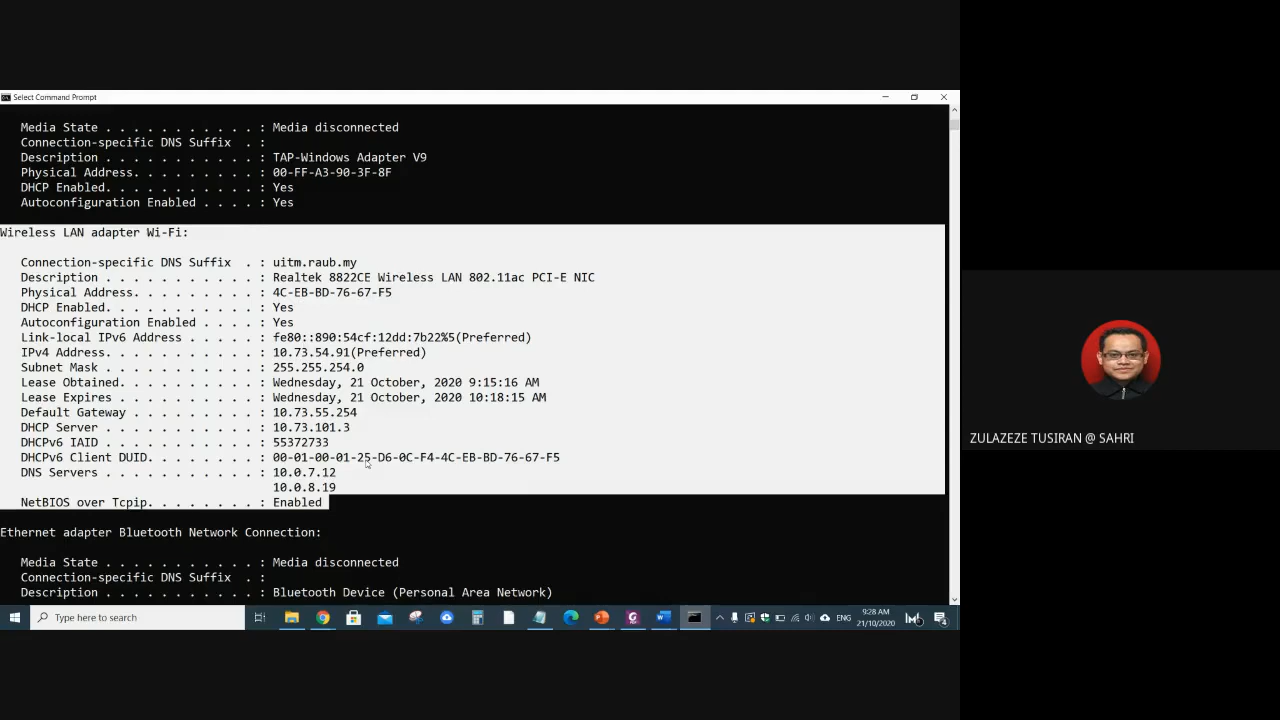 Select Command Prompt
Media State . . . . . . . . . . . : Media disconnected
Connection-specific DNS Suffix  . :
Description . . . . . . . . . . . : TAP-Windows Adapter V9
Physical Address. . . . . . . . . : 00-FF-A3-90-3F-8F
DHCP Enabled. . . . . . . . . . . : Yes
Autoconfiguration Enabled . . . . : Yes
Wireless LAN adapter Wi-Fi:
Connection-specific DNS Suffix  . : uitm.raub.my
Description . . . . . . . . . . . : Realtek 8822CE Wireless LAN 802.11ac PCI-E NIC
Physical Address. . . . . . . . . : 4C-EB-BD-76-67-F5
DHCP Enabled. . . . . . . . . . . : Yes
Autoconfiguration Enabled . . . . : Yes
Link-local IPv6 Address . . . . . : fe80::890:54cf:12dd:7b22%5(Preferred)
IPv4 Address. . . . . . . . . . . : 10.73.54.91(Preferred)
Subnet Mask . . . . . . . . . . . : 255.255.254.0
Lease Obtained. . . . . . . . . . : Wednesday, 21 October, 2020 9:15:16 AM
Lease Expires . . . . . . . . . . : Wednesday, 21 October, 2020 10:18:15 AM
Default Gateway . . . . . . . . . : 10.73.55.254
DHCP Server . . . . . . . . . . . : 10.73.101.3
DHCPv6 IAID . . . . . . . . . . . : 55372733
DHCPv6 Client DUID. . . . . . . . : 00-01-00-01-25-D6-0C-F4-4C-EB-BD-76-67-F5
DNS Servers . . . . . . . . . . . : 10.0.7.12
10.0.8.19
NetBIOS over Tcpip. . . . . . . . : Enabled
Ethernet adapter Bluetooth Network Connection:
Media State . . . . . . . . . . . : Media disconnected
Connection-specific DNS Suffix  . :
Description . . . . . . . . . . . : Bluetooth Device (Personal Area Network)
ZULAZEZE TUSIRAN @ SAHRI
Type here to search
ENG
9:28 AM
21/10/2020